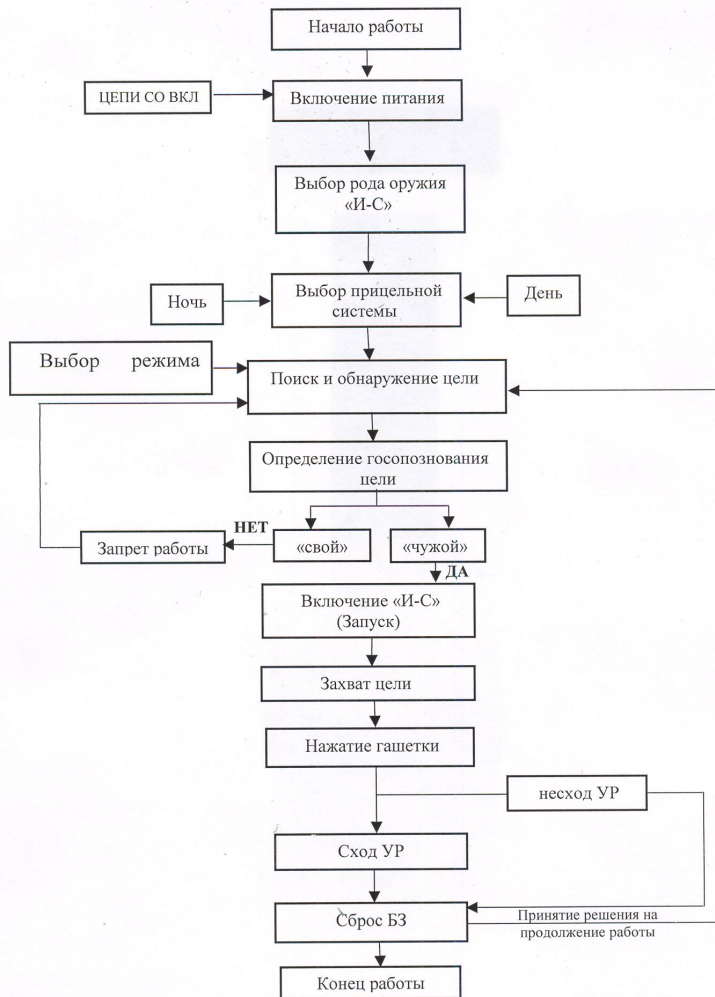 Начало работы
ЦЕПИ СО ВКЛ
Включение питания
Выбор рода оружия
«И-С»
Ночь
Выбор прицельной
системы
День
Выбор режима
Поиск и обнаружение цели
Определение госопознования
цели
НЕТ
Запрет работы
«свой»
«чужой»
ДА
Включение «И-С»
(Запуск)
Захват цели
Нажатие гашетки
несход УР
Сход УР
Сброс БЗ
Принятие решения на
продолжение работы
Конец работы